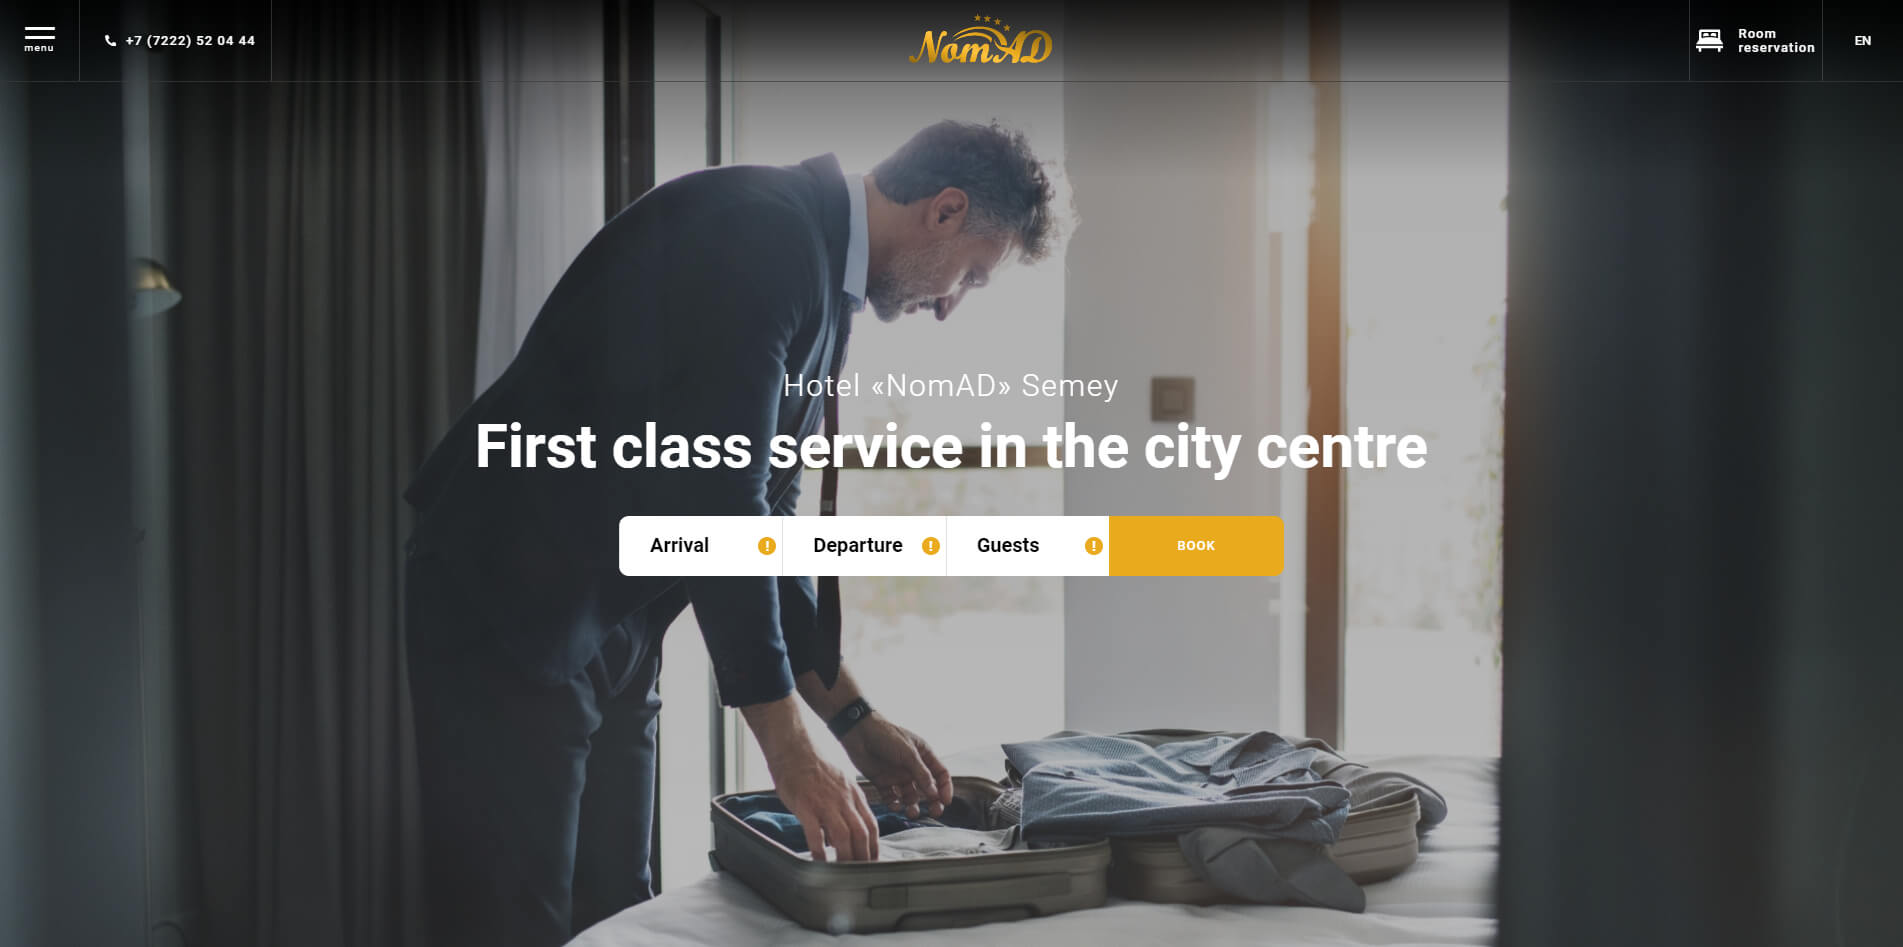 menu
+7 (7222) 52 04 44
NomAD
Room
reservation
EN
Hotel «NomAD» Semey
First class service in the city centre
Arrival
!
Departure
!
Guests
!
BOOK